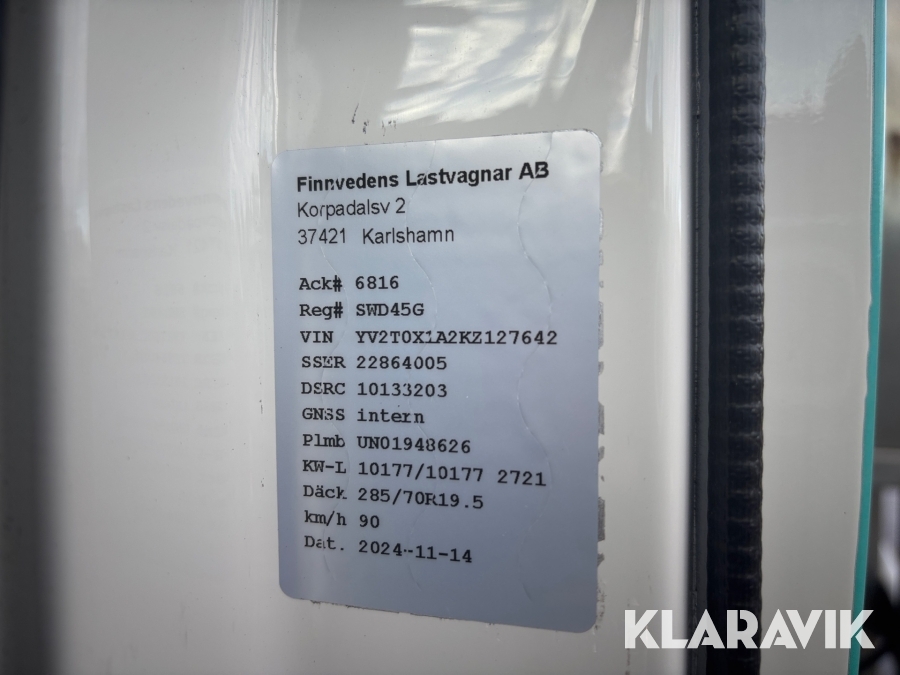 Finnvedens Lastvagnar AB
Korpadalsv 2
37421 Karlshamn
Ack# 6816
Reg# SWD45G
VIN YV2T0X1A2KZ127642
SSER 22864005
DSRC 10133203
GNSS intern
Plmb UN01948626
KW-L 10177/10177 2721
Däck 285/70R19.5
km/h 90
Dat. 2024-11-14
KLARAVIK